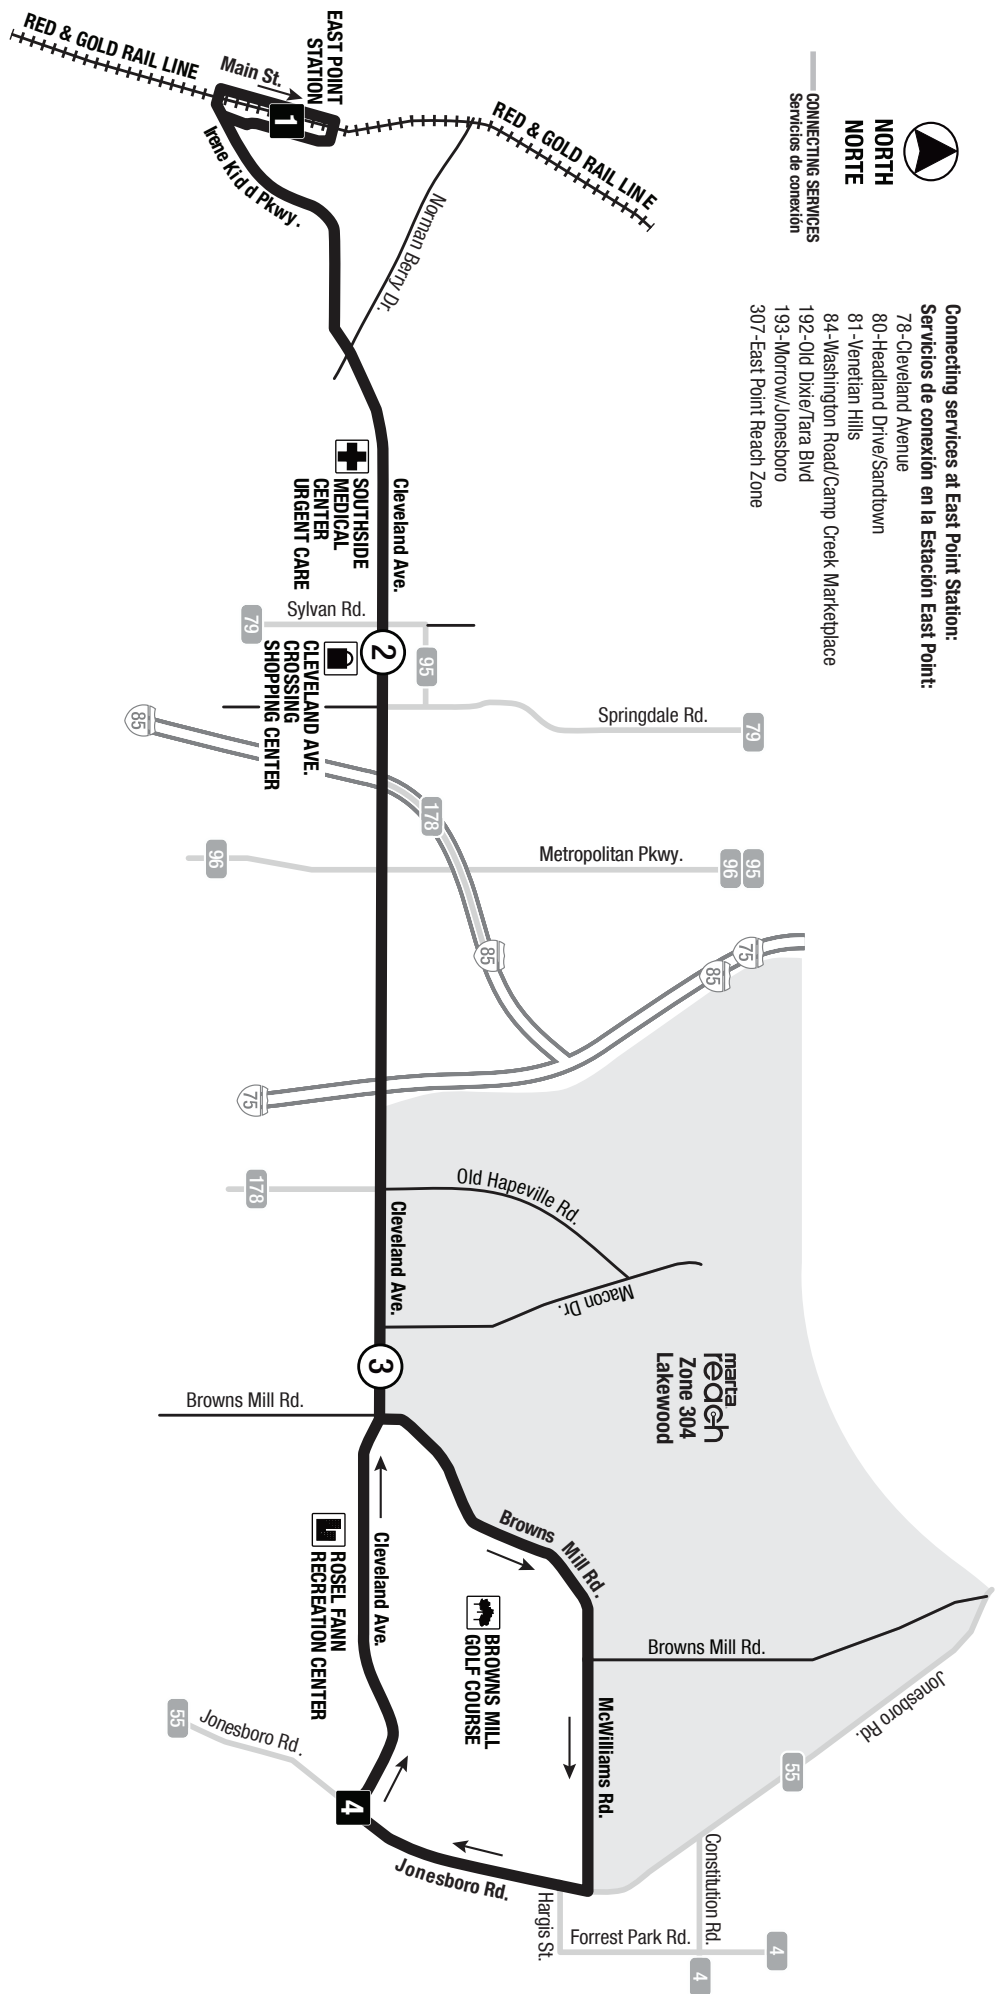 NORTH
NORTE
CONNECTING SERVICES
Servicios de conexión
Connecting services at East Point Station:
Servicios de conexión en la Estación East Point:
78-Cleveland Avenue
80-Headland Drive/Sandtown
81-Venetian Hills
84-Washington Road/Camp Creek Marketplace
192-Old Dixie/Tara Blvd
193-Morrow/Jonesboro
307-East Point Reach Zone
RED & GOLD RAIL LINE
Main St.
EAST POINT
STATION
1
Irene Kidd Pkwy.
RED & GOLD RAIL LINE
Norman Berry Dr.
Cleveland Ave.
SOUTHSIDE
MEDICAL
CENTER
URGENT CARE
Sylvan Rd.
79
2
95
CLEVELAND AVE.
CROSSING
SHOPPING CENTER
Springdale Rd.
79
85
178
Metropolitan Pkwy.
95
96
96
85
75
85
75
178
Old Hapeville Rd.
Macon Dr.
Cleveland Ave.
marta
reach
Zone 304
Lakewood
3
Browns Mill Rd.
Browns Mill Rd.
Cleveland Ave.
ROSEL FANN
RECREATION CENTER
BROWNS MILL
GOLF COURSE
Browns Mill Rd.
McWilliams Rd.
Jonesboro Rd.
55
Jonesboro Rd.
55
4
Jonesboro Rd.
Constitution Rd.
Hargis St.
Forrest Park Rd.
4
4